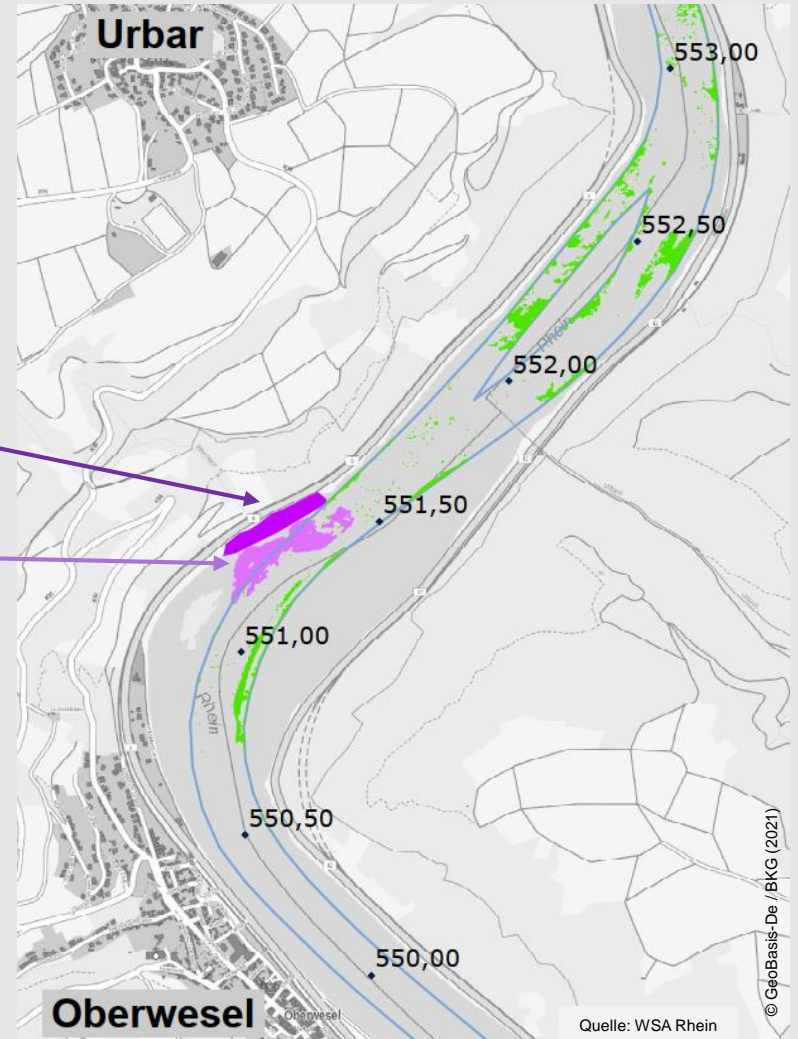 Urbar
553,00
552,50
Rhein
552,00
551,50
551,00
Rhein
550,50
550,00
Oberwesel
Oberwesel
Quelle: WSA Rhein
© GeoBasis-De / BKG (2021)